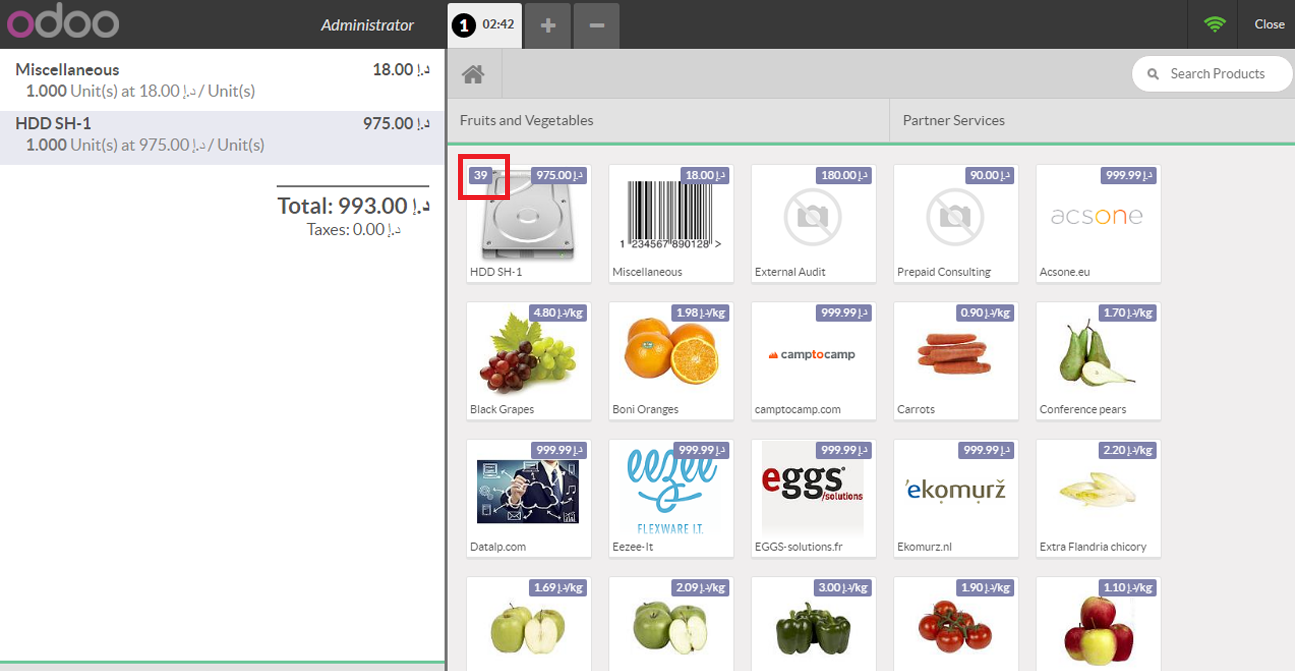 odoo
Administrator
1 02:42
Close
Miscellaneous 18.00 د.إ
1.000 Unit(s) at 18.00 د.إ / Unit(s)
HDD SH-1 975.00 د.إ
1.000 Unit(s) at 975.00 د.إ / Unit(s)
Total: 993.00 د.إ
Taxes: 0.00 د.إ
Search Products
Fruits and Vegetables
Partner Services
39
975.00 د.إ
HDD SH-1
18.00 د.إ
1 234567 890128 >
Miscellaneous
180.00 د.إ
External Audit
90.00 د.إ
Prepaid Consulting
999.99 د.إ
acsone
Acsone.eu
4.80 د.إ/kg
Black Grapes
1.98 د.إ/kg
Boni Oranges
999.99 د.إ
camptocamp
camptocamp.com
0.90 د.إ/kg
Carrots
1.70 د.إ/kg
Conference pears
999.99 د.إ
Datalp.com
999.99 د.إ
eezee
FLEXWARE I.T.
Eezee-It
999.99 د.إ
eggs
/solutions
EGGS-solutions.fr
999.99 د.إ
'ekomurž
Ekomurz.nl
2.20 د.إ/kg
Extra Flandria chicory
1.69 د.إ/kg
2.09 د.إ/kg
3.00 د.إ/kg
1.90 د.إ/kg
1.10 د.إ/kg